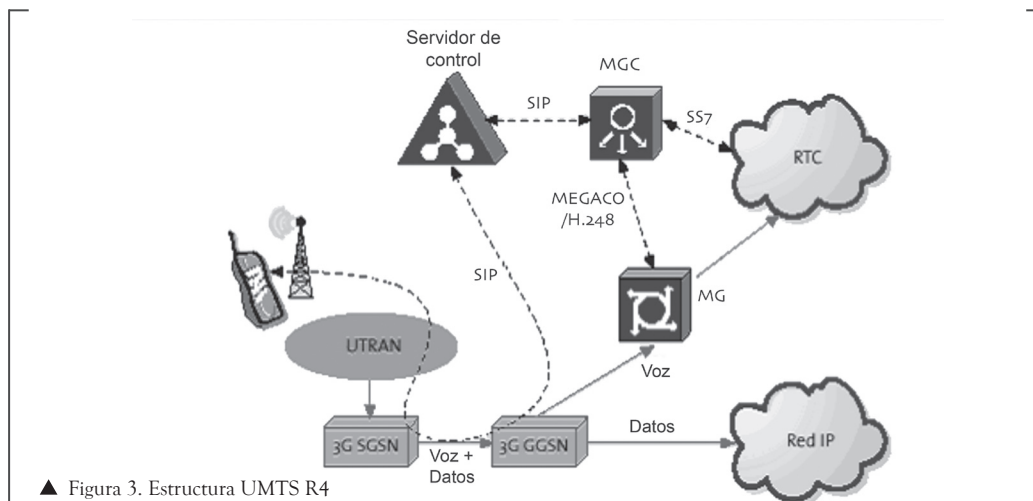 Servidor de
control
MGC
SIP
SS7
RTC
MEGACO
/H.248
SIP
MG
UTRAN
Voz
3G SGSN
Voz +
Datos
3G GGSN
Datos
Red IP
▲ Figura 3. Estructura UMTS R4